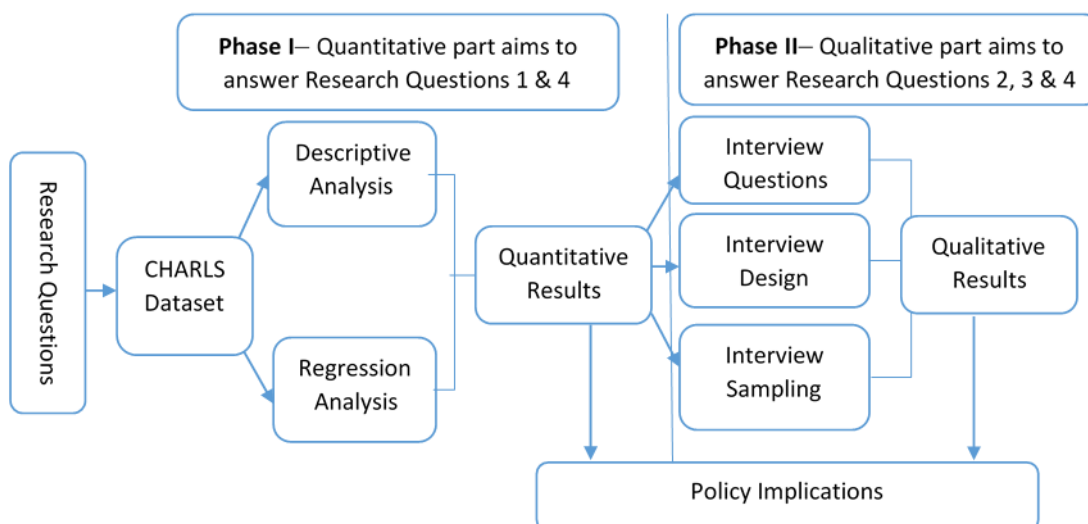 Phase I– Quantitative part aims to
answer Research Questions 1 & 4
Phase II– Qualitative part aims to
answer Research Questions 2, 3 & 4
Research Questions
CHARLS
Dataset
Descriptive
Analysis
Regression
Analysis
Quantitative
Results
Interview
Questions
Interview
Design
Interview
Sampling
Qualitative
Results
Policy Implications